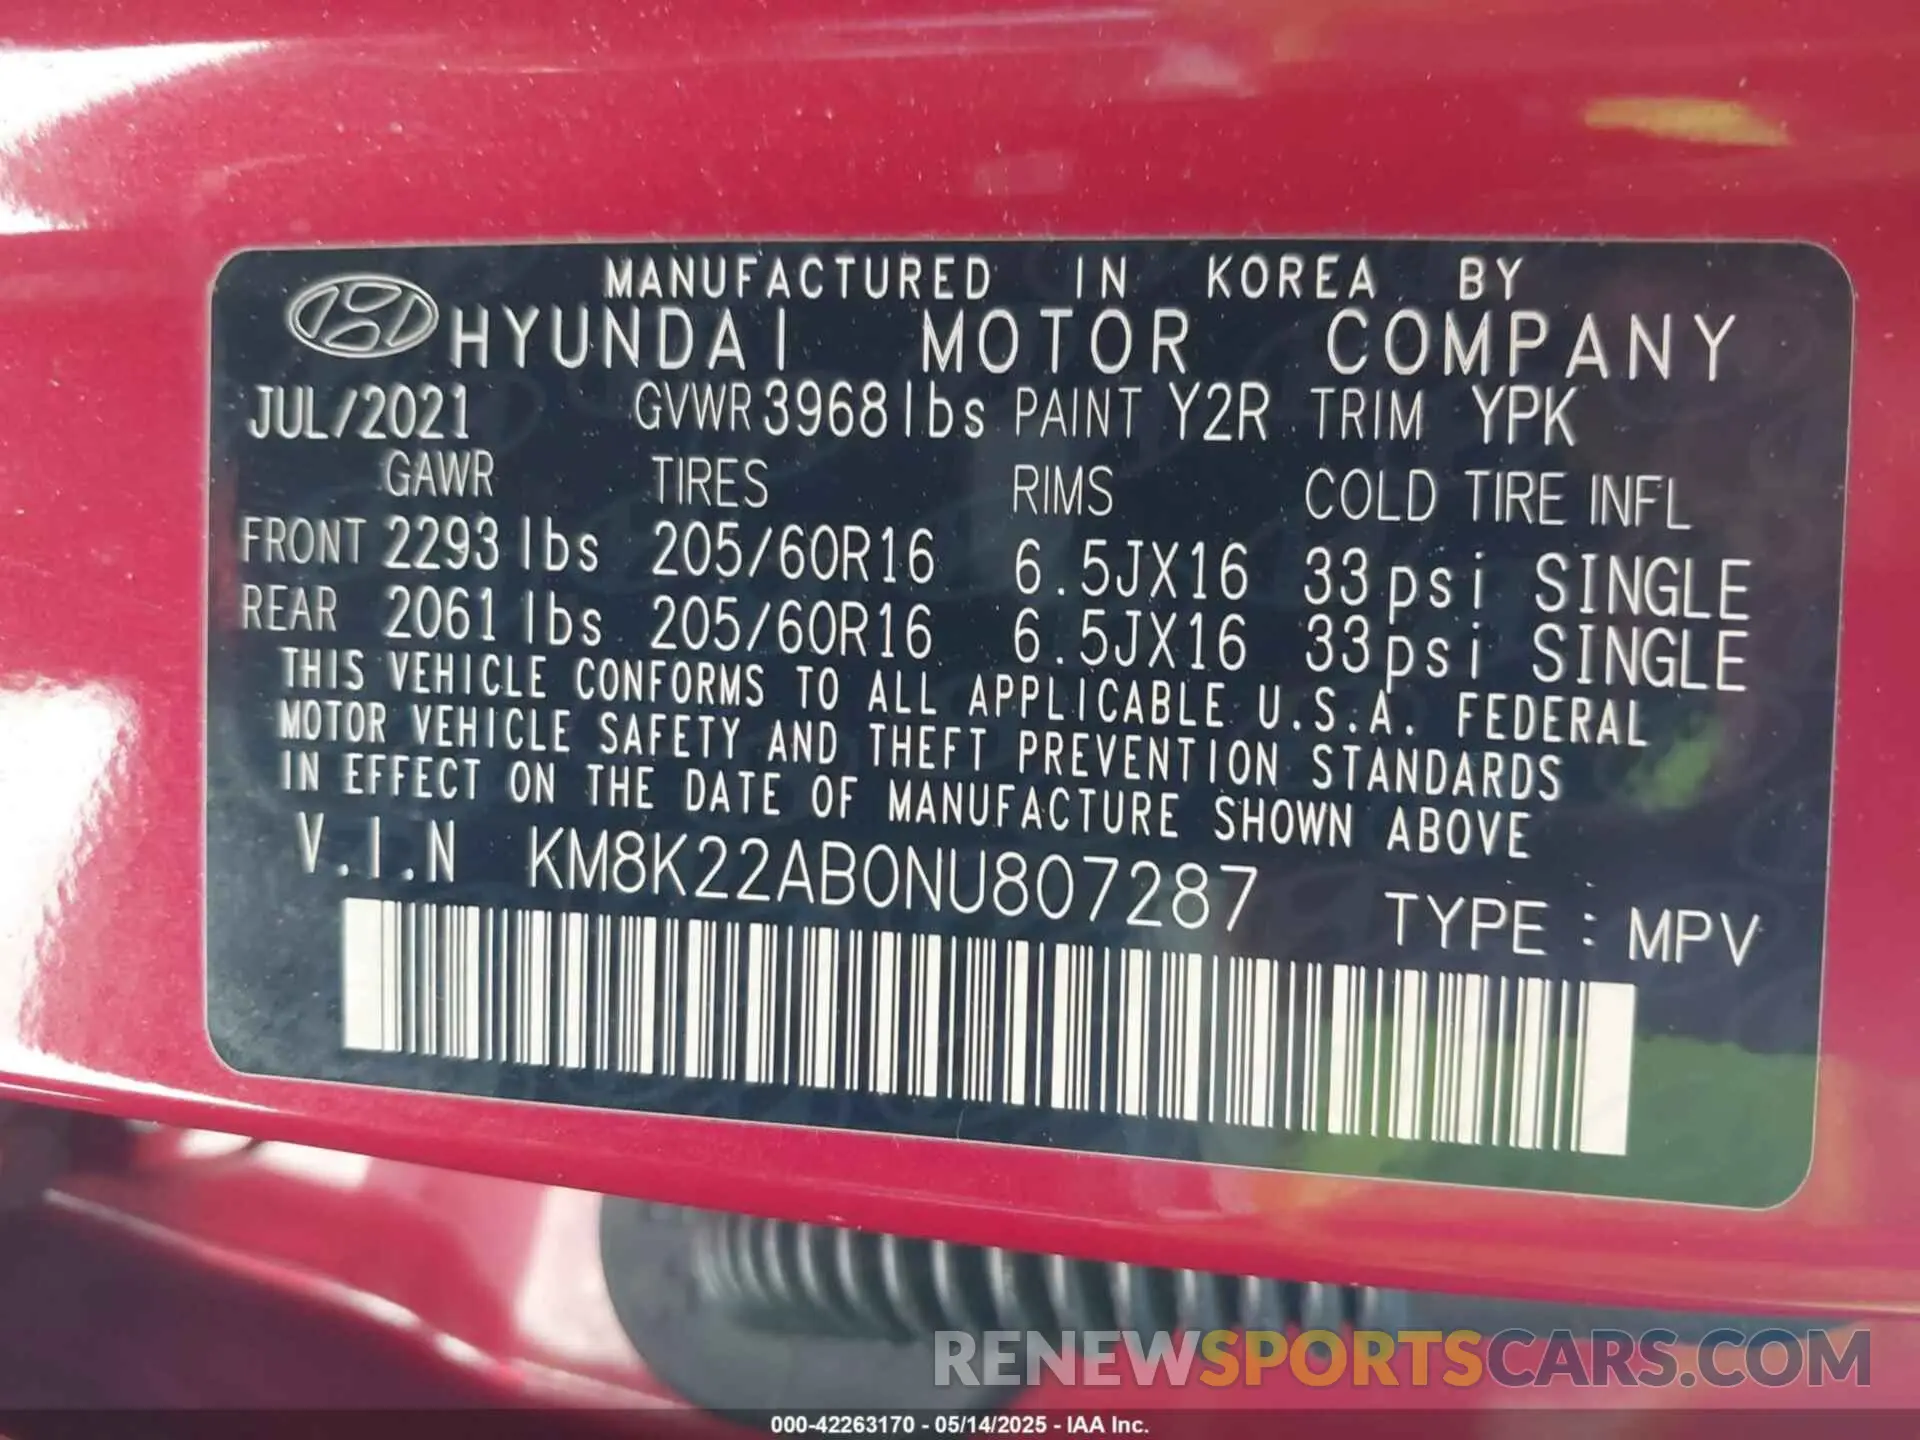 MANUFACTURED IN KOREA BY
HYUNDAI MOTOR COMPANY
JUL/2021 GVWR 3968lbs PAINT Y2R TRIM YPK
GAWR TIRES RIMS COLD TIRE INFL
FRONT 2293 lbs 205/60R16 6.5JX16 33psi SINGLE
REAR 2061 lbs 205/60R16 6.5JX16 33psi SINGLE
THIS VEHICLE CONFORMS TO ALL APPLICABLE U.S.A. FEDERAL
MOTOR VEHICLE SAFETY AND THEFT PREVENTION STANDARDS
IN EFFECT ON THE DATE OF MANUFACTURE SHOWN ABOVE
V.I.N KM8K22AB0NU807287 TYPE : MPV
RENEWSPORTSCARS.COM
000-42263170 - 05/14/2025 - IAA Inc.